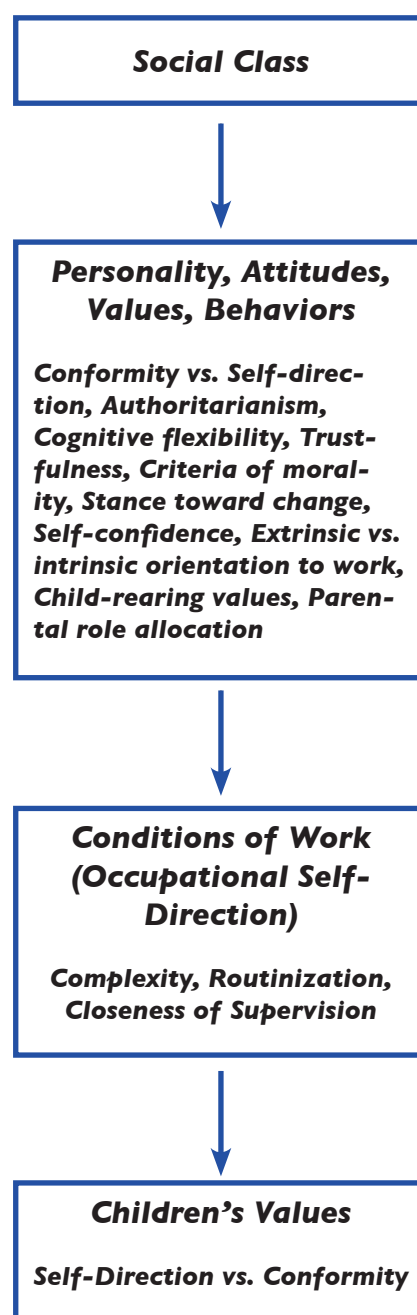 Social Class
Personality, Attitudes,
Values, Behaviors
Conformity vs. Self-direc-
tion, Authoritarianism,
Cognitive flexibility, Trust-
fulness, Criteria of moral-
ity, Stance toward change,
Self-confidence, Extrinsic vs.
intrinsic orientation to work,
Child-rearing values, Paren-
tal role allocation
Conditions of Work
(Occupational Self-
Direction)
Complexity, Routinization,
Closeness of Supervision
Children’s Values
Self-Direction vs. Conformity